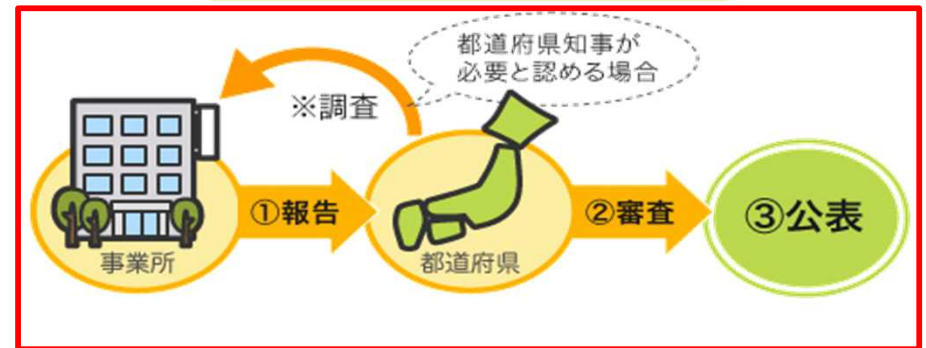 都道府県知事が
必要と認める場合
※調査
①報告
②審査
③公表
事業所
都道府県